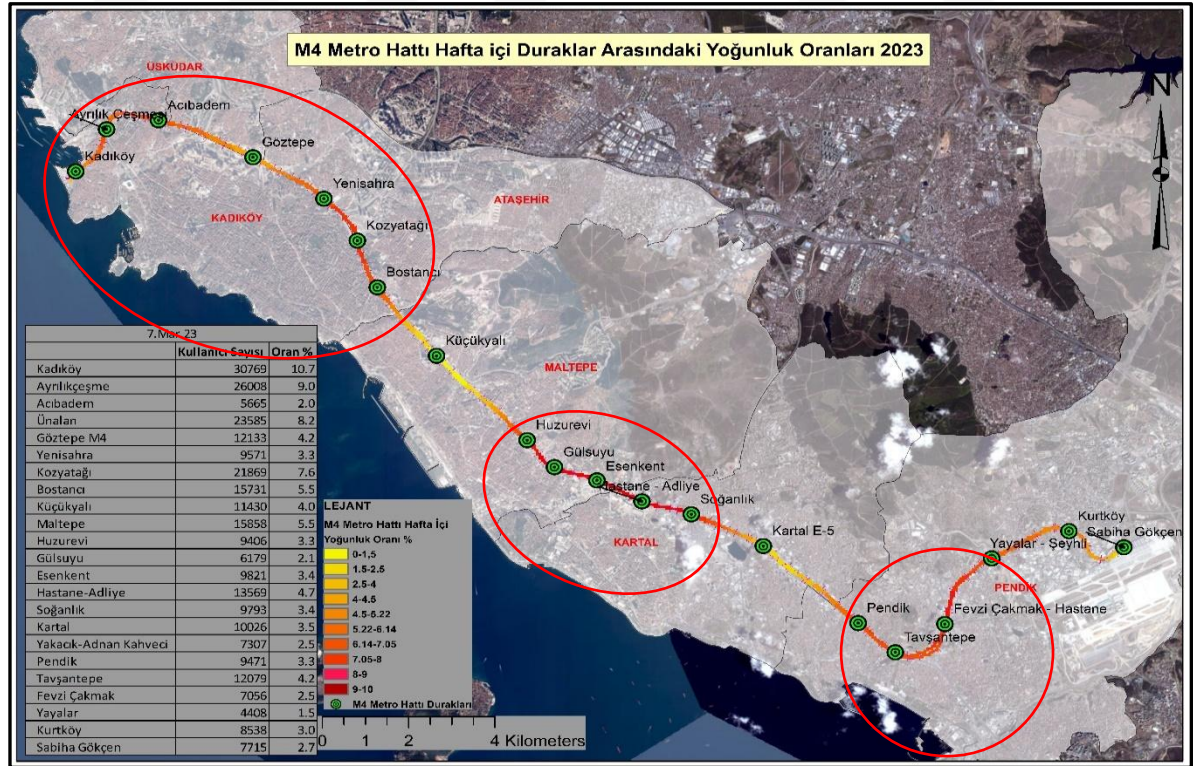 M4 Metro Hattı Hafta içi Duraklar Arasındaki Yoğunluk Oranları 2023
N
ÜSKÜDAR
Ayrılık Çeşmesi
Acıbadem
Kadıköy
Göztepe
Yenisahra
ATAŞEHİR
KADIKÖY
Kozyatağı
Bostancı
Küçükyalı
MALTEPE
Huzurevi
Gülsuyu
Esenkent
Hastane - Adliye
Soğanlık
KARTAL
Kartal E-5
Kurtköy
Sabiha Gökçen
Yayalar - Şeyhli
PENDİK
Pendik
Fevzi Çakmak - Hastane
Tavşantepe
7.Mar.23
Kullanıcı Sayısı Oran %
Kadıköy 30769 10.7
Ayrılıkçeşme 26008 9.0
Acıbadem 5665 2.0
Ünalan 23585 8.2
Göztepe M4 12133 4.2
Yenisahra 9571 3.3
Kozyatağı 21869 7.6
Bostancı 15731 5.5
Küçükyalı 11430 4.0
Maltepe 15858 5.5
Huzurevi 9406 3.3
Gülsuyu 6179 2.1
Esenkent 9821 3.4
Hastane-Adliye 13569 4.7
Soğanlık 9793 3.4
Kartal 10026 3.5
Yakacık-Adnan Kahveci 7307 2.5
Pendik 9471 3.3
Tavşantepe 12079 4.2
Fevzi Çakmak 7056 2.5
Yayalar 4408 1.5
Kurtköy 8538 3.0
Sabiha Gökçen 7715 2.7
LEJANT
M4 Metro Hattı Hafta İçi
Yoğunluk Oranı %
0-1,5
1.5-2.5
2.5-4
4-4.5
4.5-5.22
5.22-6.14
6.14-7.05
7.05-8
8-9
9-10
M4 Metro Hattı Durakları
0 1 2 4 Kilometers